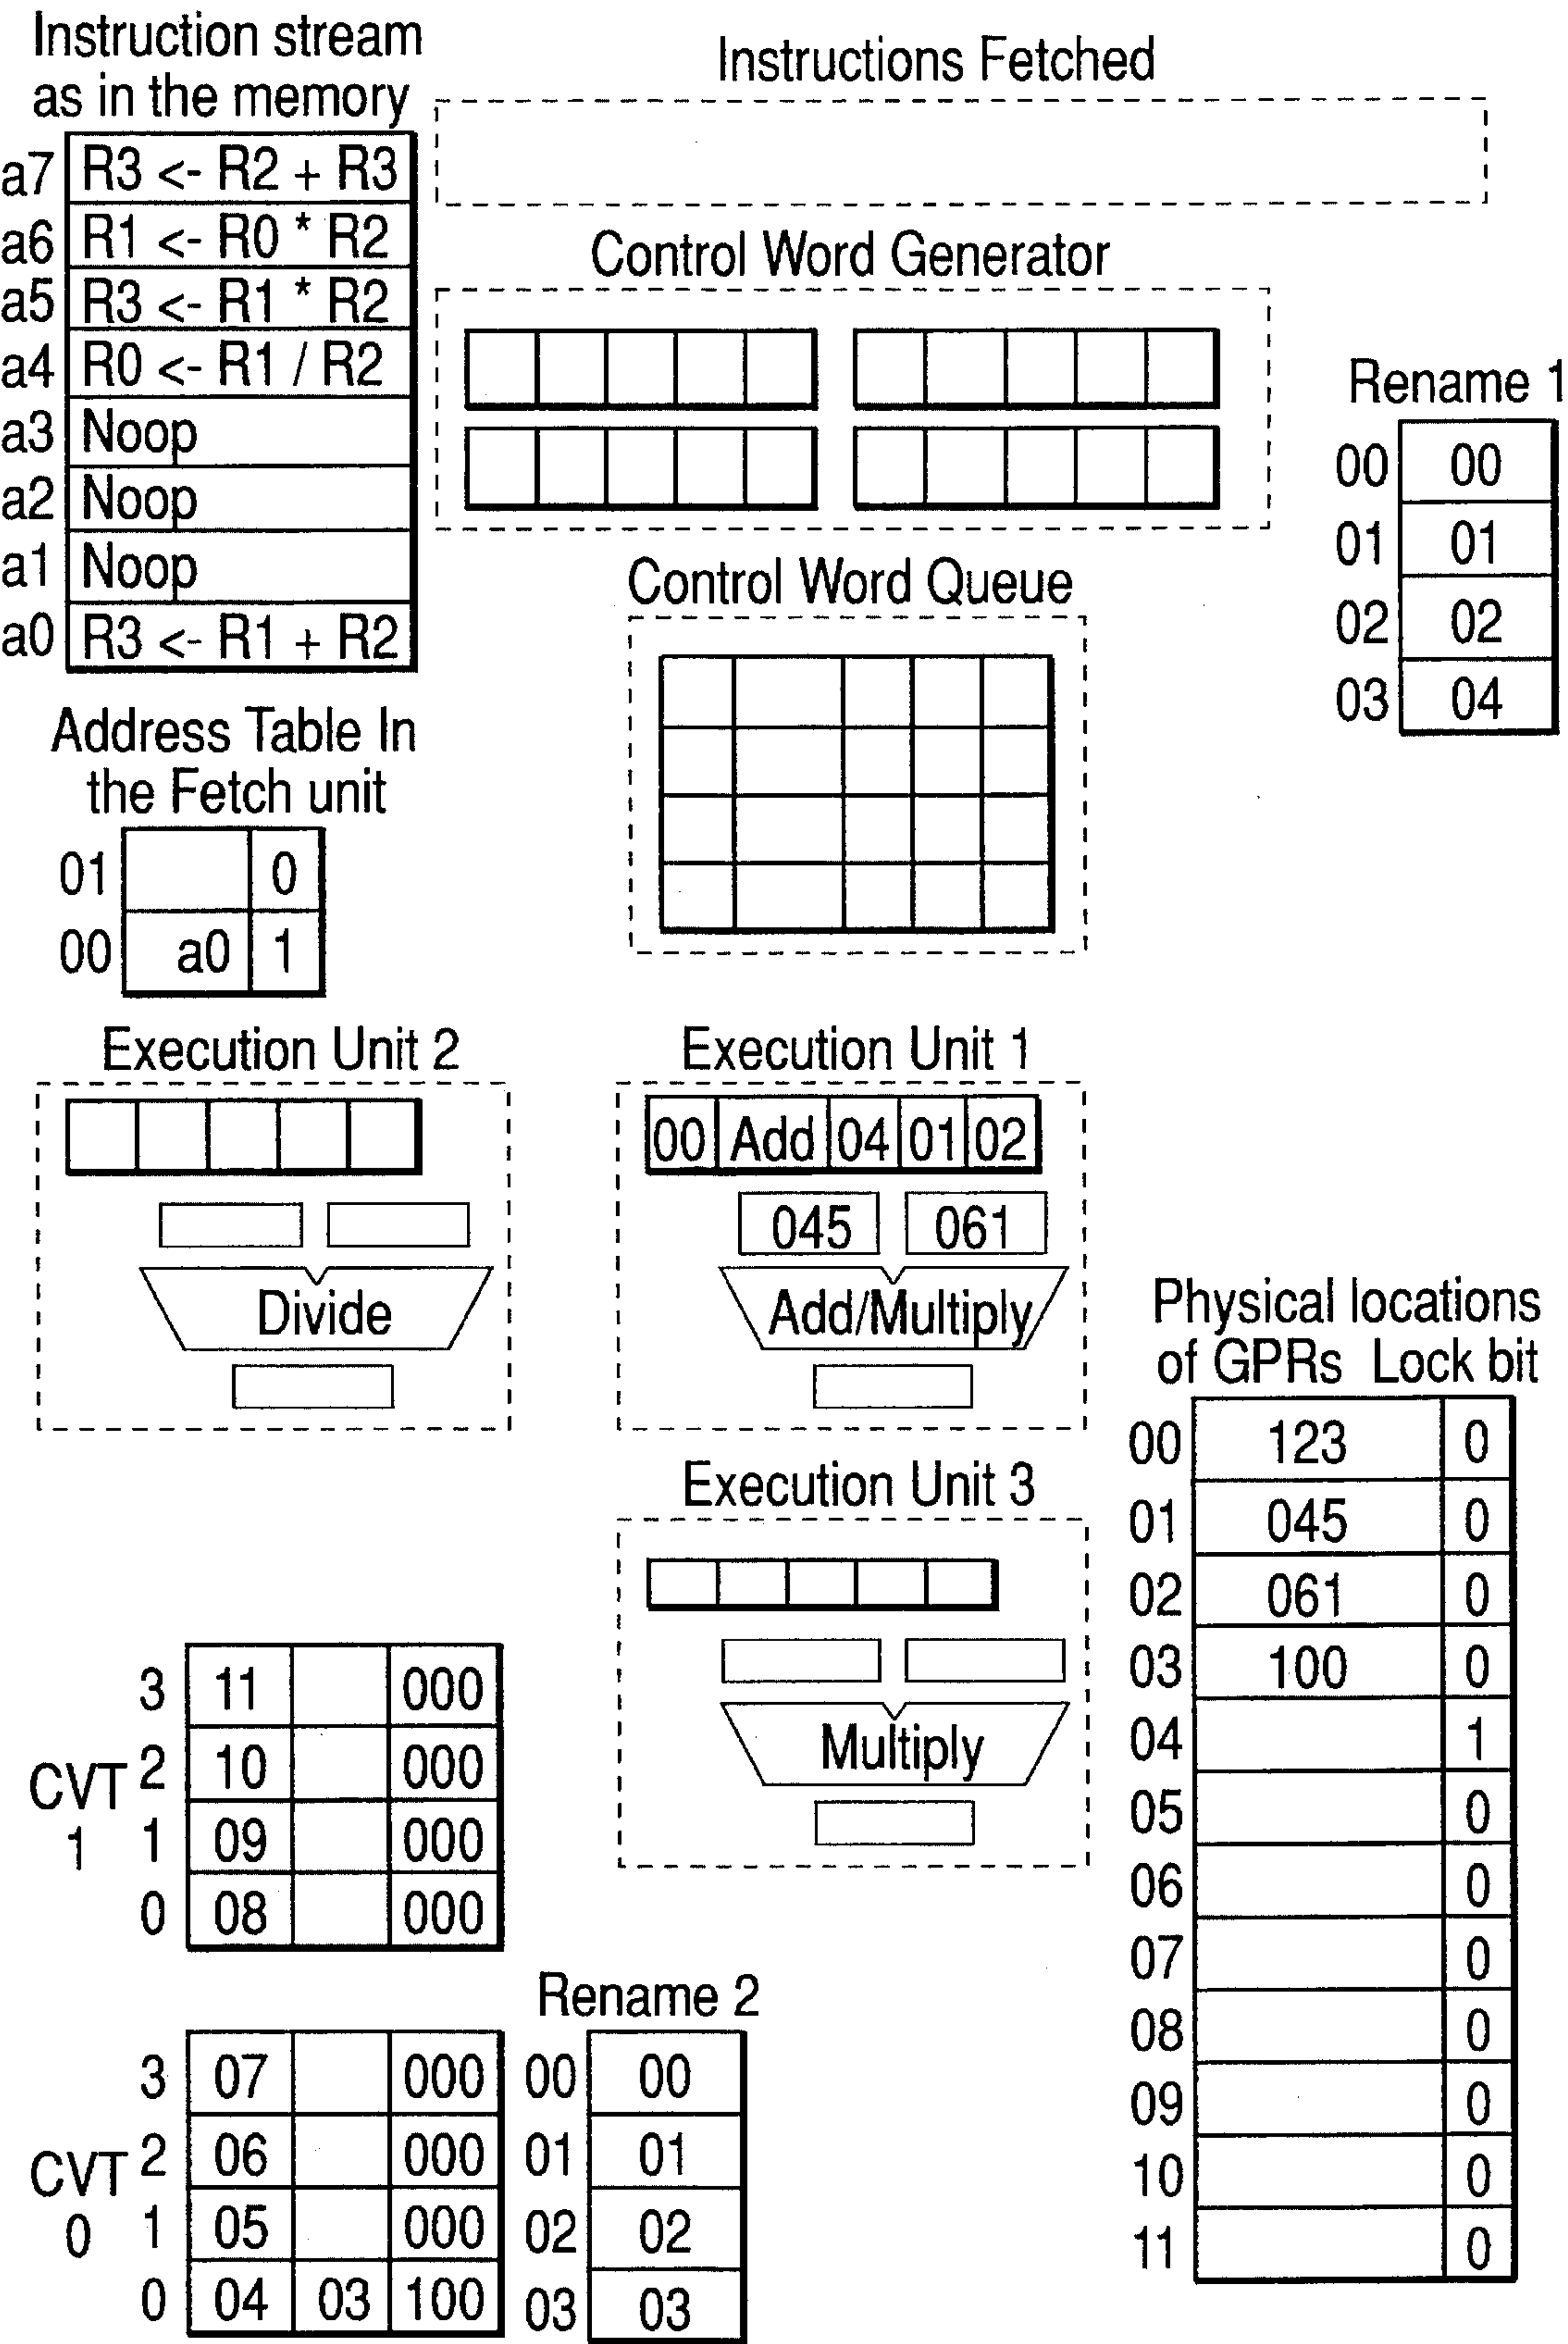 Instruction stream
as in the memory
a7 R3 <- R2 + R3
a6 R1 <- R0 * R2
a5 R3 <- R1 * R2
a4 R0 <- R1 / R2
a3 Noop
a2 Noop
a1 Noop
a0 R3 <- R1 + R2
Instructions Fetched
Control Word Generator
Rename 1
00 00
01 01
02 02
03 04
Control Word Queue
Address Table In
the Fetch unit
01 0
00 a0 1
Execution Unit 2
Divide
Execution Unit 1
00 Add 04 01 02
045 061
Add/Multiply
Execution Unit 3
Multiply
Physical locations
of GPRs Lock bit
00 123 0
01 045 0
02 061 0
03 100 0
04 1
05 0
06 0
07 0
08 0
09 0
10 0
11 0
CVT
1
3 11 000
2 10 000
1 09 000
0 08 000
CVT
0
3 07 000
2 06 000
1 05 000
0 04 03 100
Rename 2
00 00
01 01
02 02
03 03